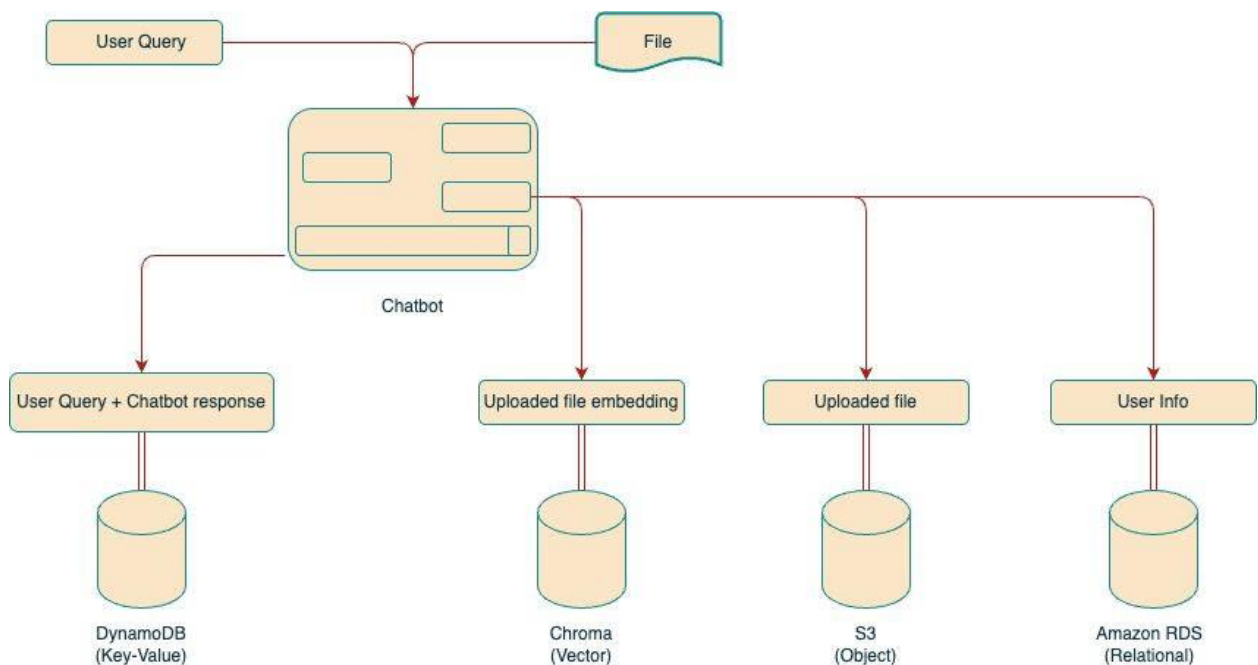 User Query
File
Chatbot
User Query + Chatbot response
Uploaded file embedding
Uploaded file
User Info
DynamoDB
(Key-Value)
Chroma
(Vector)
S3
(Object)
Amazon RDS
(Relational)